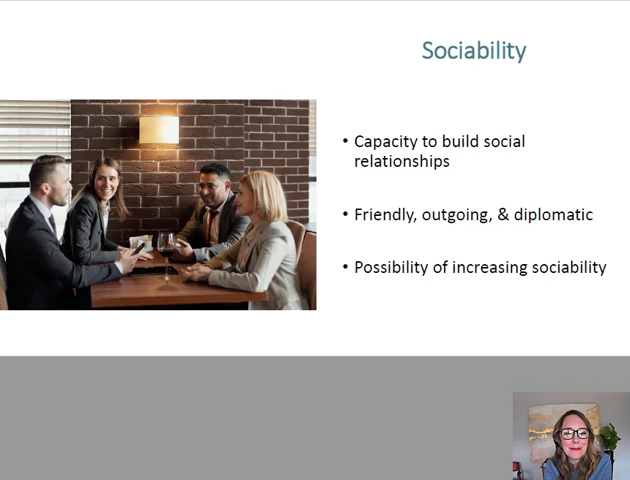 Sociability
• Capacity to build social
relationships
• Friendly, outgoing, & diplomatic
• Possibility of increasing sociability